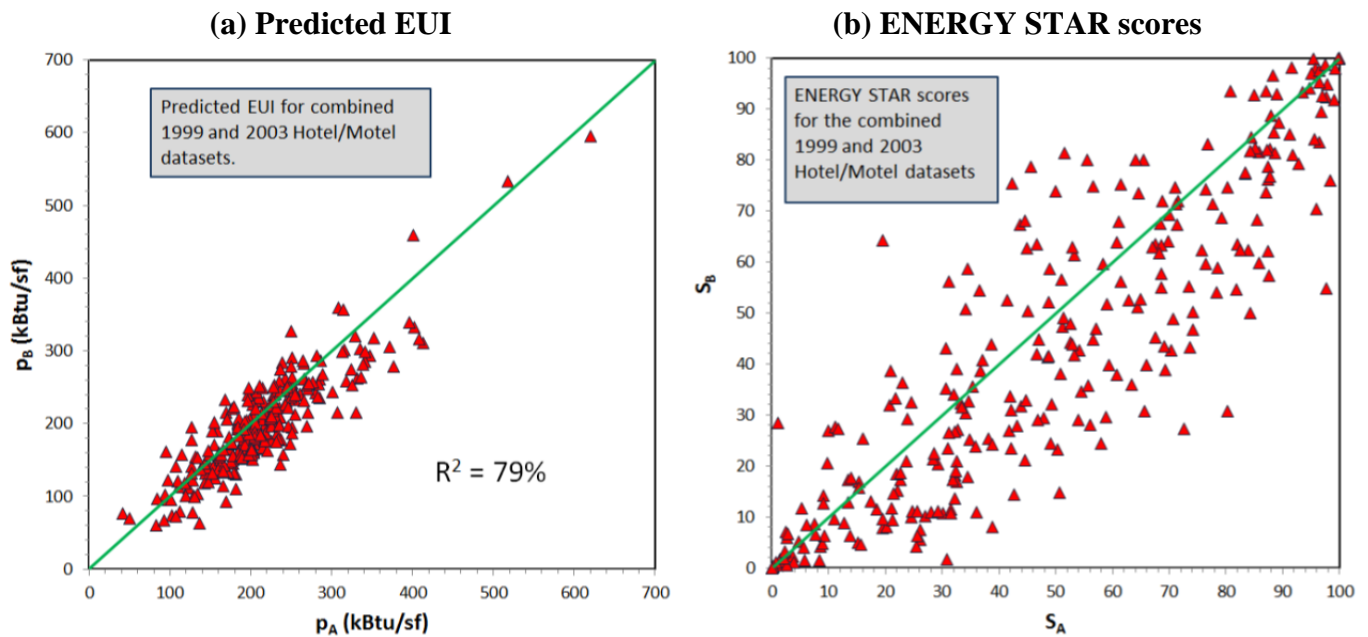 (a) Predicted EUI
700
600
500
400
300
200
100
0
p_B (kBtu/sf)
Predicted EUI for combined
1999 and 2003 Hotel/Motel
datasets.
R² = 79%
0 100 200 300 400 500 600 700
p_A (kBtu/sf)
(b) ENERGY STAR scores
100
90
80
70
60
50
40
30
20
10
0
S_B
ENERGY STAR scores
for the combined
1999 and 2003
Hotel/Motel datasets
0 10 20 30 40 50 60 70 80 90 100
S_A